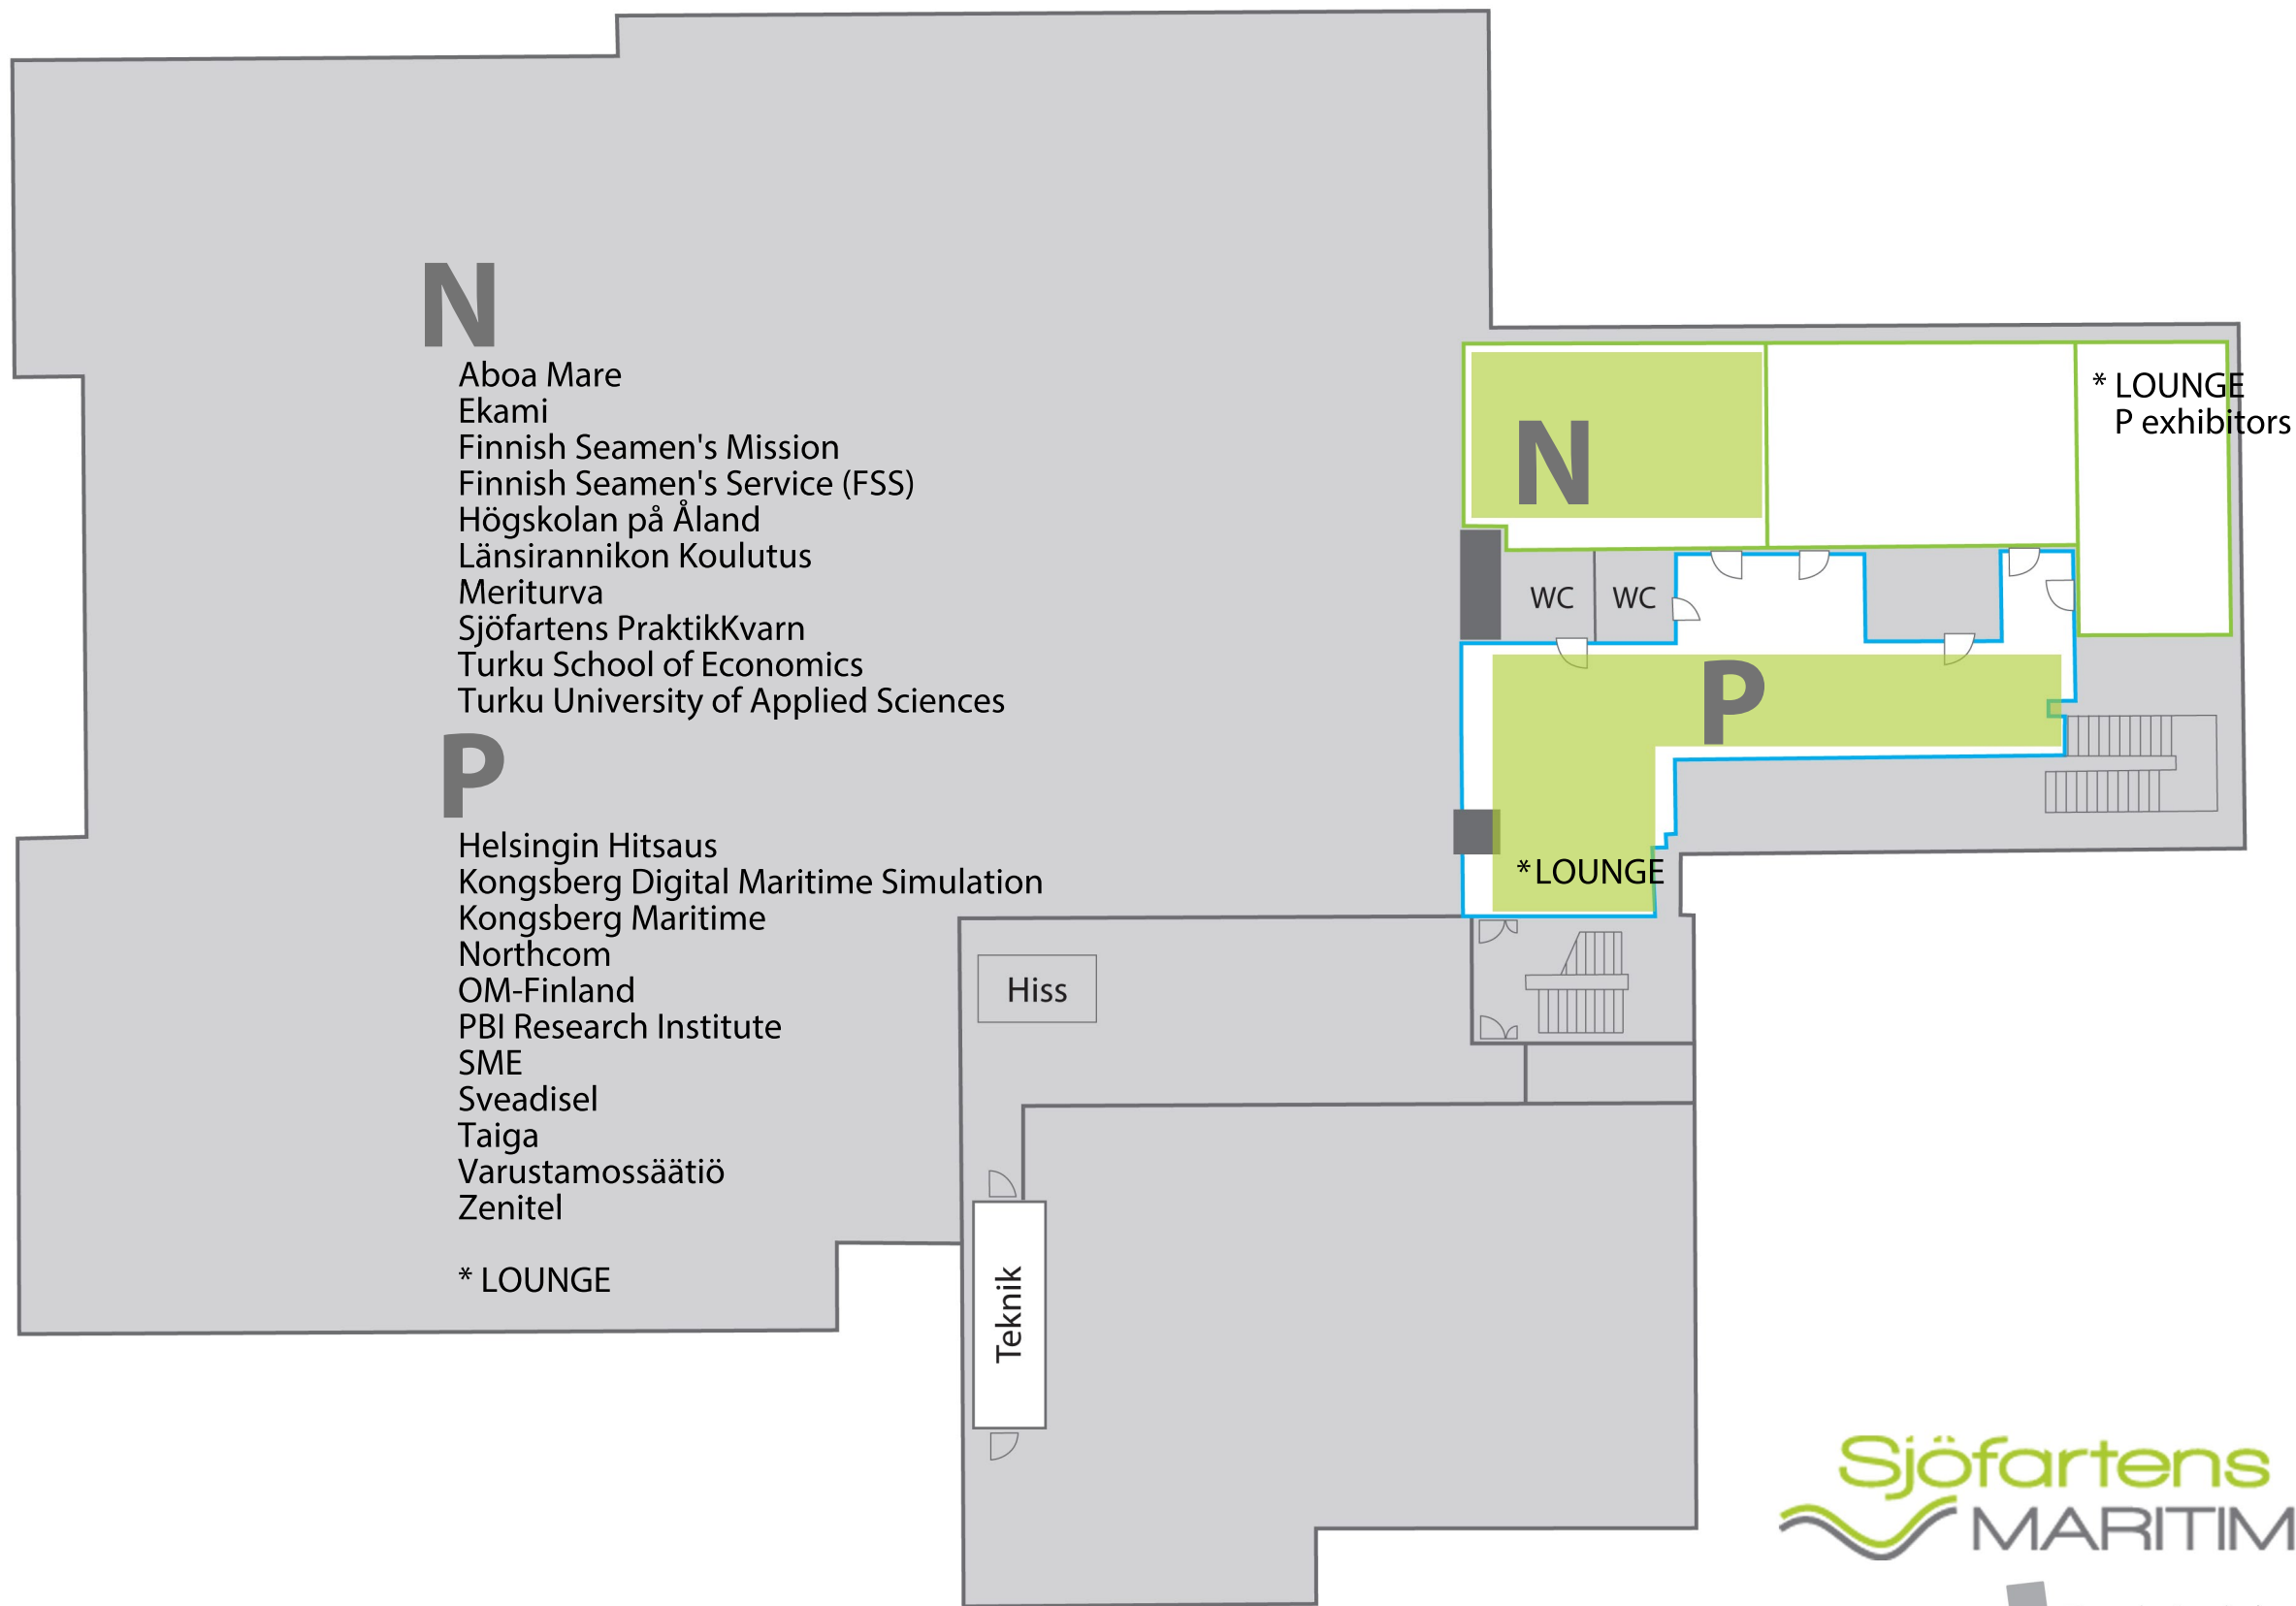 N
Aboa Mare
Ekami
Finnish Seamen's Mission
Finnish Seamen's Service (FSS)
Högskolan på Åland
Länsirannikon Koulutus
Meriturva
Sjöfartens PraktikKvarn
Turku School of Economics
Turku University of Applied Sciences
P
Helsingin Hitsaus
Kongsberg Digital Maritime Simulation
Kongsberg Maritime
Northcom
OM-Finland
PBI Research Institute
SME
Sveadisel
Taiga
Varustamossäätiö
Zenitel
* LOUNGE
N
* LOUNGE
P exhibitors
WC
WC
P
* LOUNGE
Hiss
Teknik
Sjöfartens
MARITIM